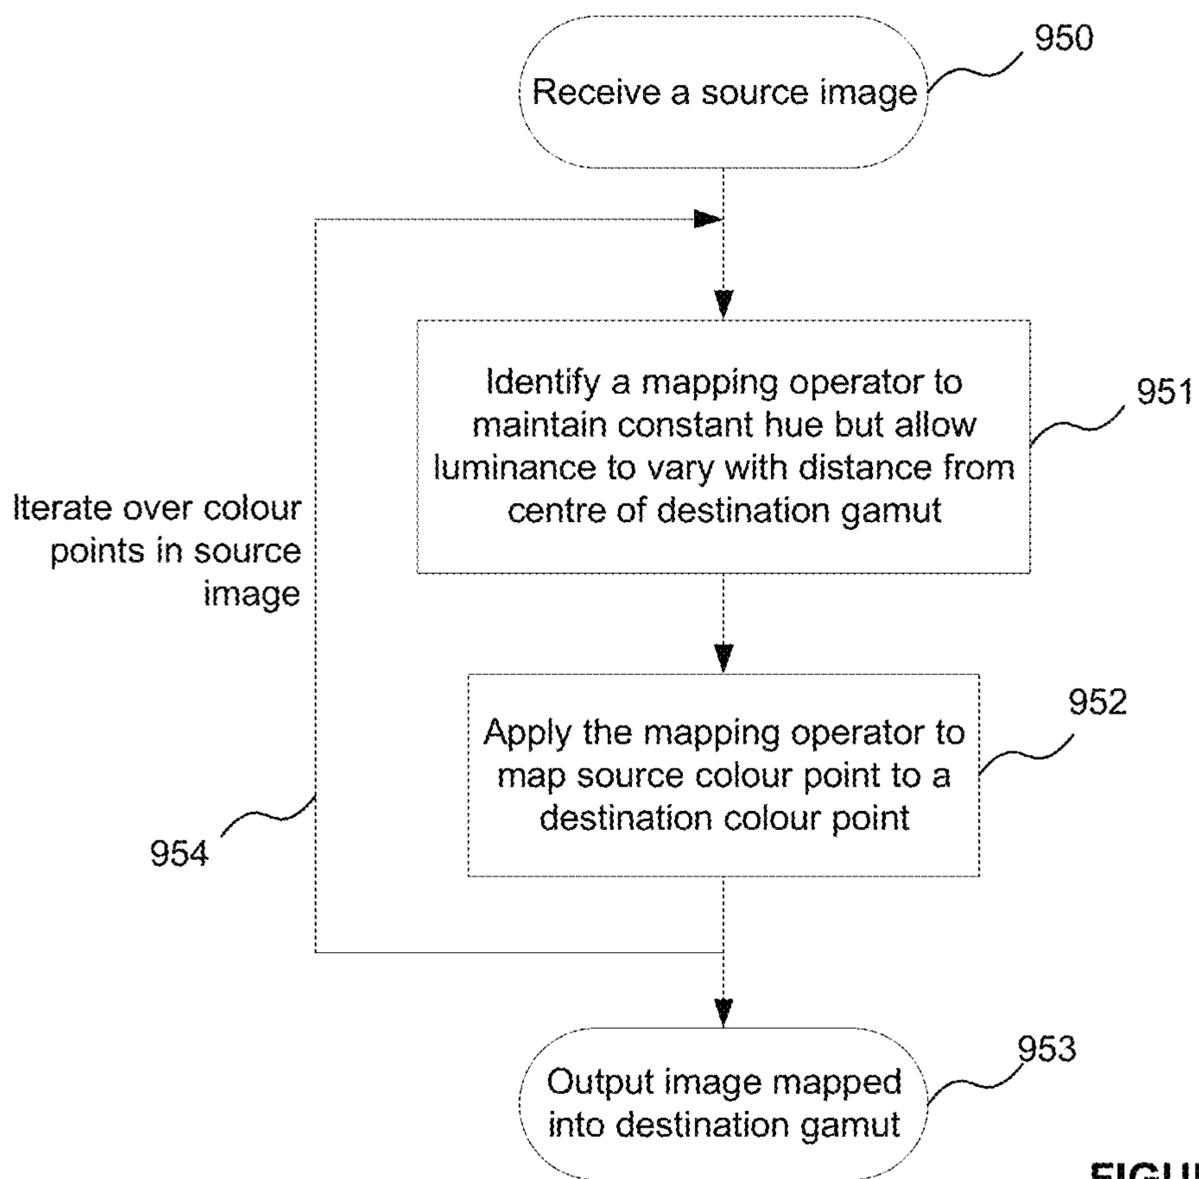 950
Receive a source image
951
Identify a mapping operator to
maintain constant hue but allow
luminance to vary with distance from
centre of destination gamut
Iterate over colour
points in source
image
952
Apply the mapping operator to
map source colour point to a
destination colour point
954
953
Output image mapped
into destination gamut